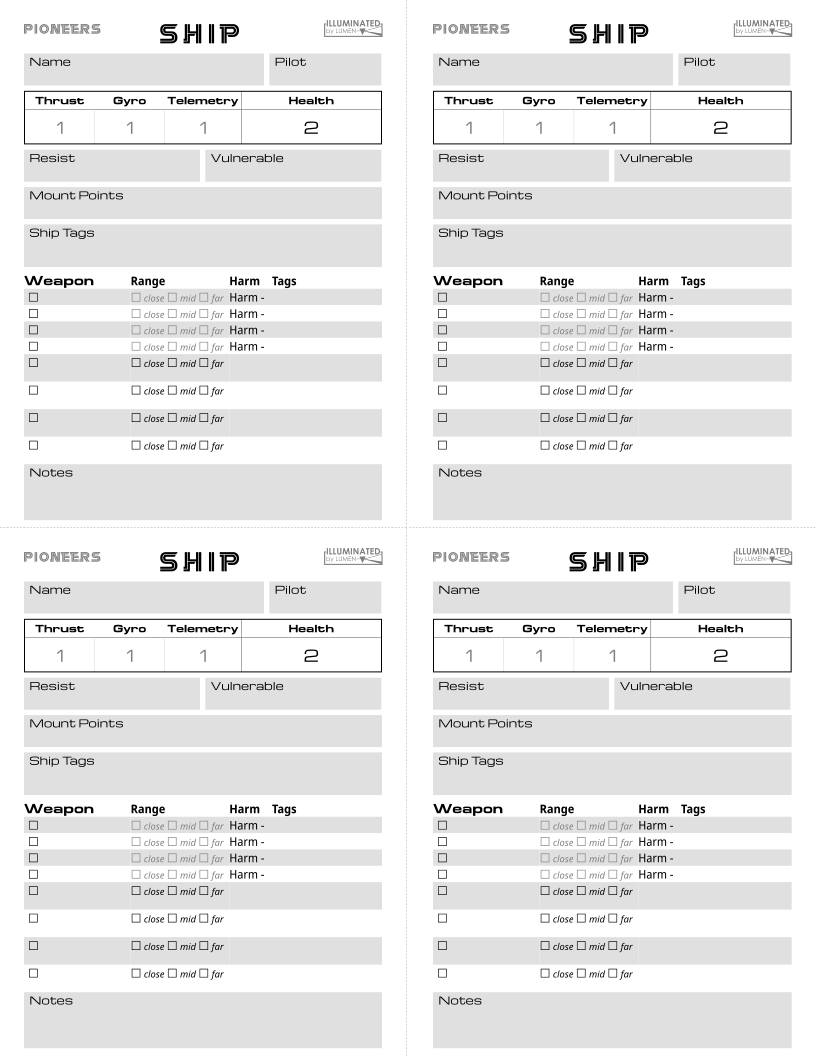 PIONEERS SHIP ILLUMINATED by LUMEN
Name Pilot
Thrust Gyro Telemetry Health
1 1 1 2
Resist Vulnerable
Mount Points
Ship Tags
Weapon Range Harm Tags
☐ ☐ close ☐ mid ☐ far Harm -
☐ ☐ close ☐ mid ☐ far Harm -
☐ ☐ close ☐ mid ☐ far Harm -
☐ ☐ close ☐ mid ☐ far Harm -
☐ ☐ close ☐ mid ☐ far
☐ ☐ close ☐ mid ☐ far
☐ ☐ close ☐ mid ☐ far
☐ ☐ close ☐ mid ☐ far
Notes
PIONEERS SHIP ILLUMINATED by LUMEN
Name Pilot
Thrust Gyro Telemetry Health
1 1 1 2
Resist Vulnerable
Mount Points
Ship Tags
Weapon Range Harm Tags
☐ ☐ close ☐ mid ☐ far Harm -
☐ ☐ close ☐ mid ☐ far Harm -
☐ ☐ close ☐ mid ☐ far Harm -
☐ ☐ close ☐ mid ☐ far Harm -
☐ ☐ close ☐ mid ☐ far
☐ ☐ close ☐ mid ☐ far
☐ ☐ close ☐ mid ☐ far
☐ ☐ close ☐ mid ☐ far
Notes
PIONEERS SHIP ILLUMINATED by LUMEN
Name Pilot
Thrust Gyro Telemetry Health
1 1 1 2
Resist Vulnerable
Mount Points
Ship Tags
Weapon Range Harm Tags
☐ ☐ close ☐ mid ☐ far Harm -
☐ ☐ close ☐ mid ☐ far Harm -
☐ ☐ close ☐ mid ☐ far Harm -
☐ ☐ close ☐ mid ☐ far Harm -
☐ ☐ close ☐ mid ☐ far
☐ ☐ close ☐ mid ☐ far
☐ ☐ close ☐ mid ☐ far
☐ ☐ close ☐ mid ☐ far
Notes
PIONEERS SHIP ILLUMINATED by LUMEN
Name Pilot
Thrust Gyro Telemetry Health
1 1 1 2
Resist Vulnerable
Mount Points
Ship Tags
Weapon Range Harm Tags
☐ ☐ close ☐ mid ☐ far Harm -
☐ ☐ close ☐ mid ☐ far Harm -
☐ ☐ close ☐ mid ☐ far Harm -
☐ ☐ close ☐ mid ☐ far Harm -
☐ ☐ close ☐ mid ☐ far
☐ ☐ close ☐ mid ☐ far
☐ ☐ close ☐ mid ☐ far
☐ ☐ close ☐ mid ☐ far
Notes